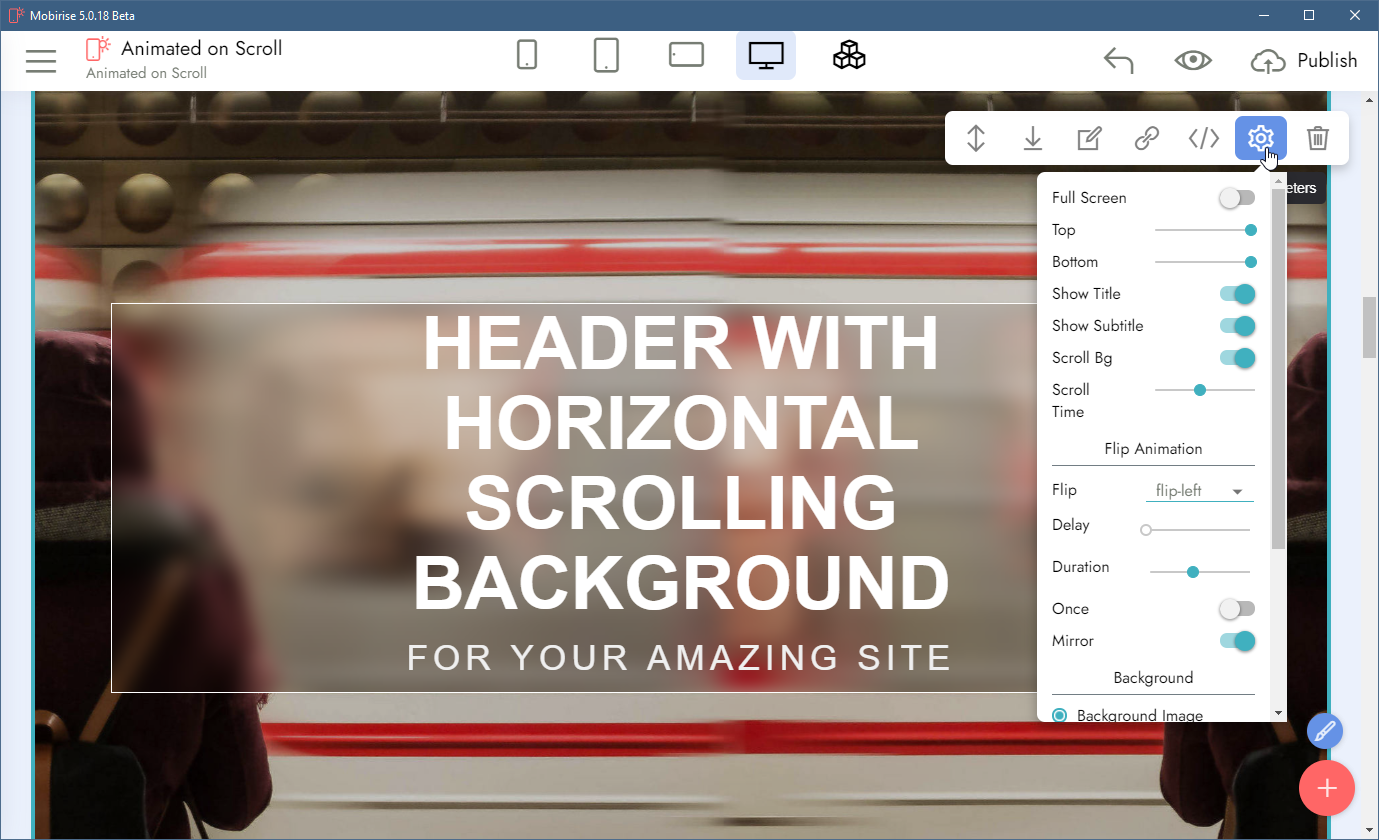 Mobirise 5.0.18 Beta
Animated on Scroll
Animated on Scroll
Publish
eters
Full Screen
Top
Bottom
Show Title
Show Subtitle
Scroll Bg
Scroll
Time
Flip Animation
Flip flip-left
Delay
Duration
Once
Mirror
Background
Background Image
HEADER WITH
HORIZONTAL
SCROLLING
BACKGROUND
FOR YOUR AMAZING SITE